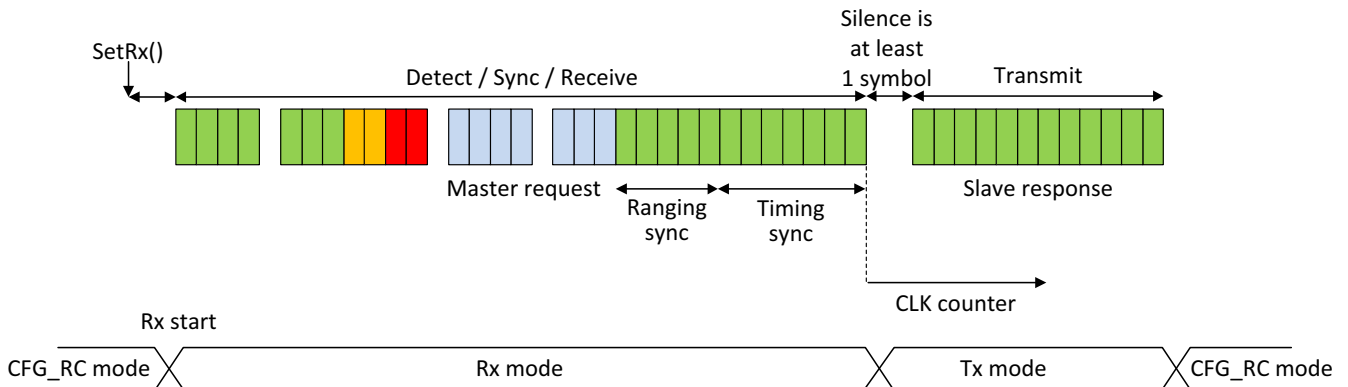 Silence is
at least
1 symbol
SetRx()
Detect / Sync / Receive
Transmit
Master request
Slave response
Ranging
sync
Timing
sync
CLK counter
Rx start
CFG_RC mode
Rx mode
Tx mode
CFG_RC mode